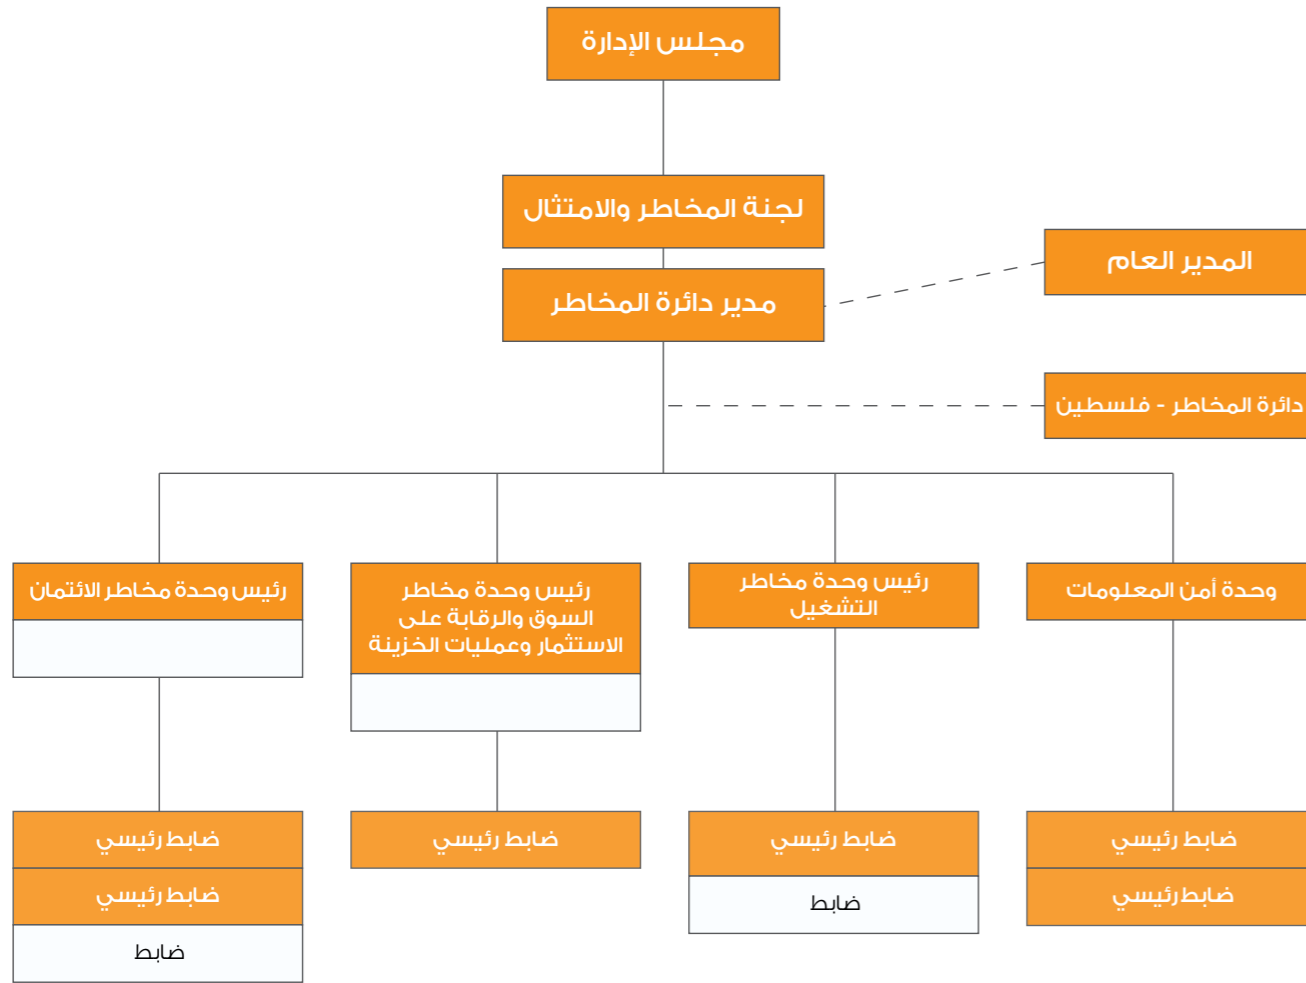 مجلس الإدارة
لجنة المخاطر والامتثال
مدير دائرة المخاطر
المدير العام
دائرة المخاطر - فلسطين
وحدة أمن المعلومات
رئيس وحدة مخاطر
التشغيل
رئيس وحدة مخاطر
السوق والرقابة على
الاستثمار وعمليات الخزينة
رئيس وحدة مخاطر الائتمان
ضابط رئيسي
ضابط رئيسي
ضابط رئيسي
ضابط
ضابط رئيسي
ضابط رئيسي
ضابط رئيسي
ضابط